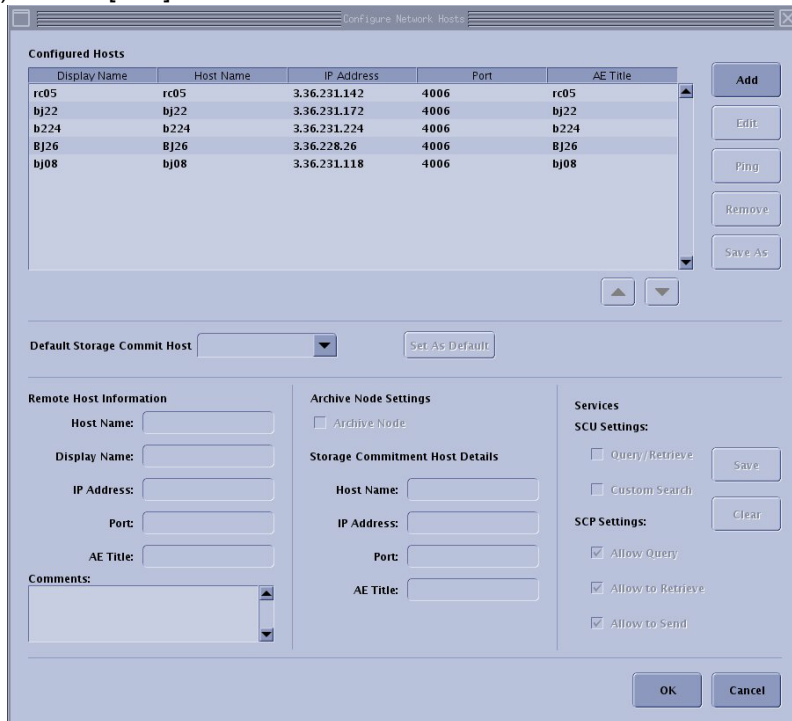 Configure Network Hosts
Configured Hosts
Display Name Host Name IP Address Port AE Title
rc05 rc05 3.36.231.142 4006 rc05
bj22 bj22 3.36.231.172 4006 bj22
b224 b224 3.36.231.224 4006 b224
BJ26 BJ26 3.36.228.26 4006 BJ26
bj08 bj08 3.36.231.118 4006 bj08
Add
Edit
Ping
Remove
Save As
Default Storage Commit Host Set As Default
Remote Host Information
Host Name:
Display Name:
IP Address:
Port:
AE Title:
Comments:
Archive Node Settings
Archive Node
Storage Commitment Host Details
Host Name:
IP Address:
Port:
AE Title:
Services
SCU Settings:
Query/Retrieve
Custom Search
Save
Clear
SCP Settings:
Allow Query
Allow to Retrieve
Allow to Send
OK Cancel